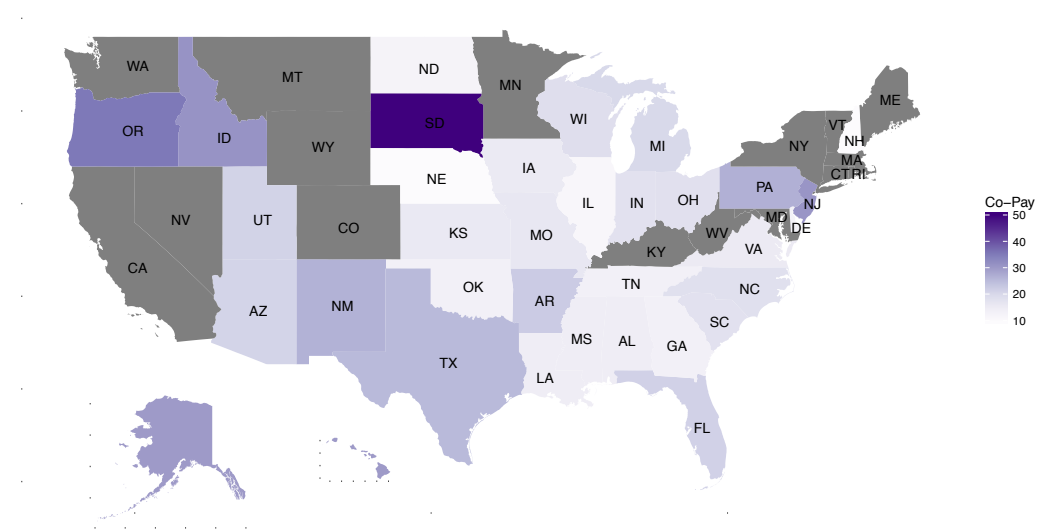 WA
MT
ND
MN
ME
OR
ID
SD
WI
VT
NH
WY
MI
NY
MA
IA
CT RI
NE
PA
NV
UT
CO
KS
MO
IL
IN
OH
NJ
MD
DE
WV
VA
KY
CA
AZ
NM
OK
AR
TN
NC
SC
MS
AL
GA
TX
LA
FL
Co-Pay
50
40
30
20
10